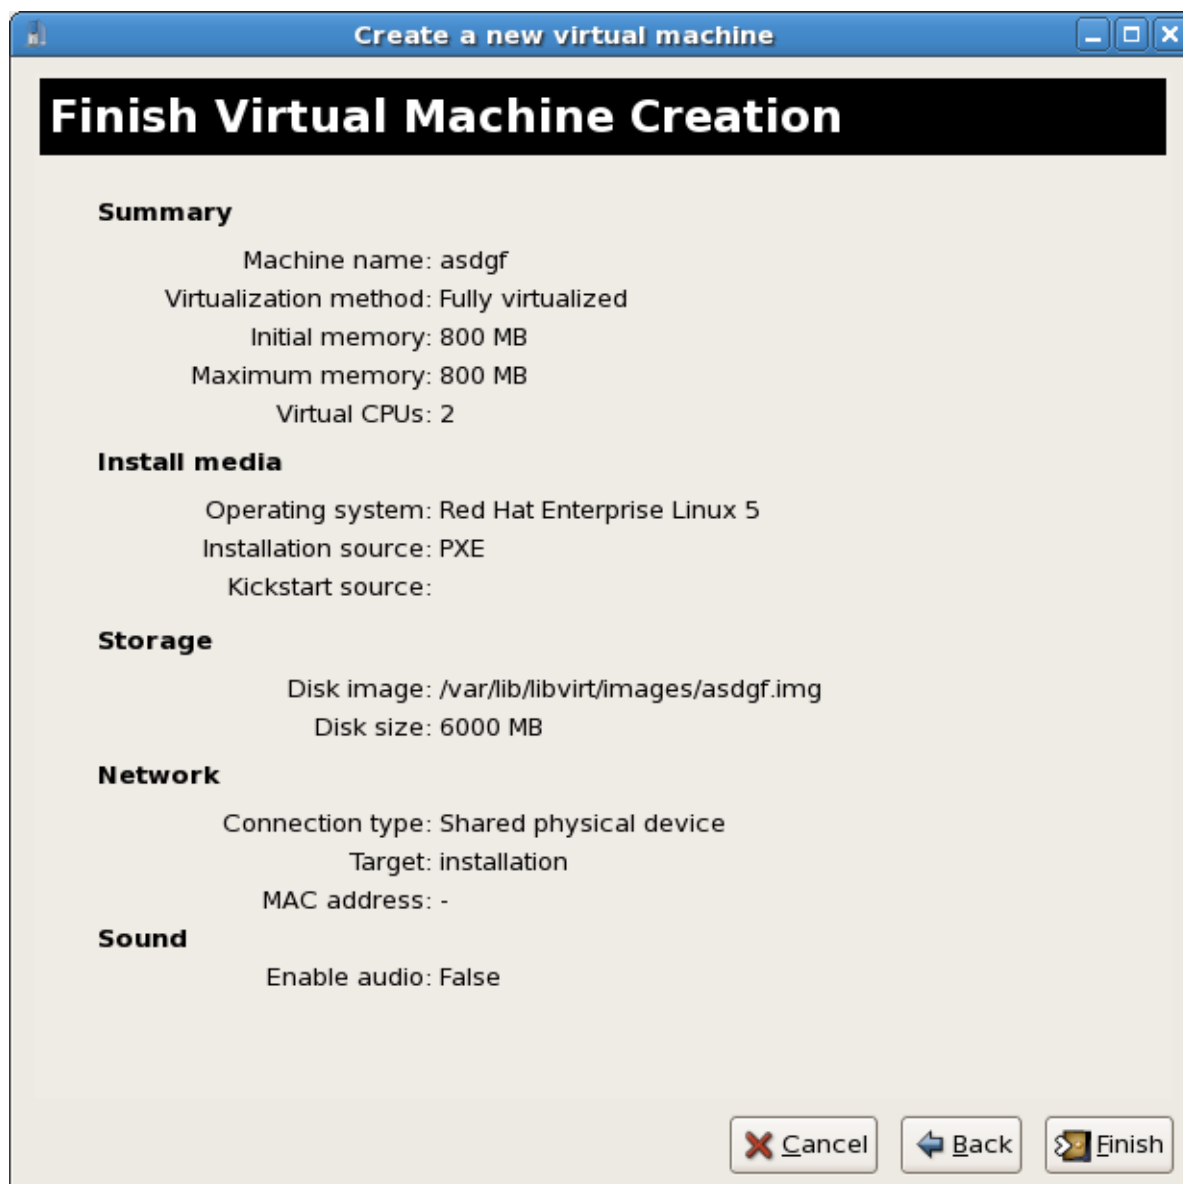 Create a new virtual machine
Finish Virtual Machine Creation
Summary
Machine name: asdgf
Virtualization method: Fully virtualized
Initial memory: 800 MB
Maximum memory: 800 MB
Virtual CPUs: 2
Install media
Operating system: Red Hat Enterprise Linux 5
Installation source: PXE
Kickstart source:
Storage
Disk image: /var/lib/libvirt/images/asdgf.img
Disk size: 6000 MB
Network
Connection type: Shared physical device
Target: installation
MAC address: -
Sound
Enable audio: False
Cancel Back Finish